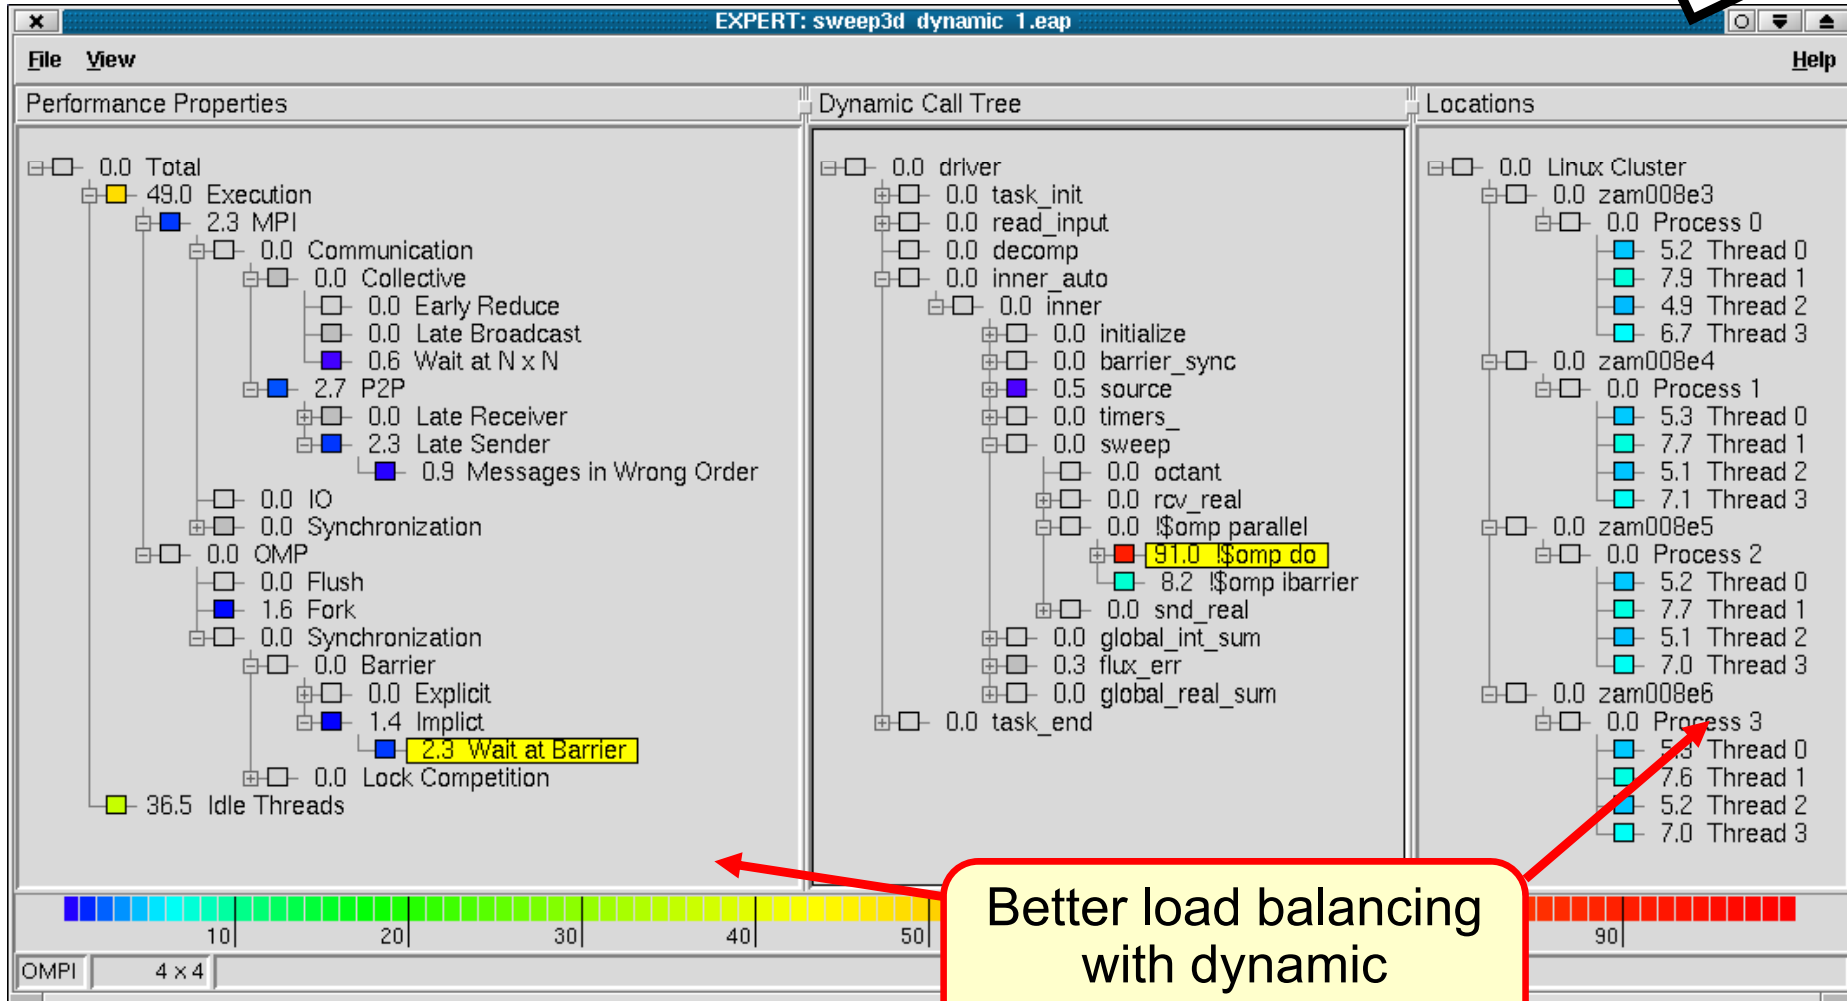 EXPERT: sweep3d dynamic 1.eap
File View Help
Performance Properties
0.0 Total
49.0 Execution
2.3 MPI
0.0 Communication
0.0 Collective
0.0 Early Reduce
0.0 Late Broadcast
0.6 Wait at N x N
2.7 P2P
0.0 Late Receiver
2.3 Late Sender
0.9 Messages in Wrong Order
0.0 IO
0.0 Synchronization
0.0 OMP
0.0 Flush
1.6 Fork
0.0 Synchronization
0.0 Barrier
0.0 Explicit
1.4 Implict
2.3 Wait at Barrier
0.0 Lock Competition
36.5 Idle Threads
Dynamic Call Tree
0.0 driver
0.0 task_init
0.0 read_input
0.0 decomp
0.0 inner_auto
0.0 inner
0.0 initialize
0.0 barrier_sync
0.5 source
0.0 timers_
0.0 sweep
0.0 octant
0.0 rcv_real
0.0 !$omp parallel
91.0 !$omp do
8.2 !$omp ibarrier
0.0 snd_real
0.0 global_int_sum
0.3 flux_err
0.0 global_real_sum
0.0 task_end
Locations
0.0 Linux Cluster
0.0 zam008e3
0.0 Process 0
5.2 Thread 0
7.9 Thread 1
4.9 Thread 2
6.7 Thread 3
0.0 zam008e4
0.0 Process 1
5.3 Thread 0
7.7 Thread 1
5.1 Thread 2
7.1 Thread 3
0.0 zam008e5
0.0 Process 2
5.2 Thread 0
7.7 Thread 1
5.1 Thread 2
7.0 Thread 3
0.0 zam008e6
0.0 Process 3
5.3 Thread 0
7.6 Thread 1
5.2 Thread 2
7.0 Thread 3
10 20 30 40 50 90
OMPI 4 x 4
Better load balancing
with dynamic